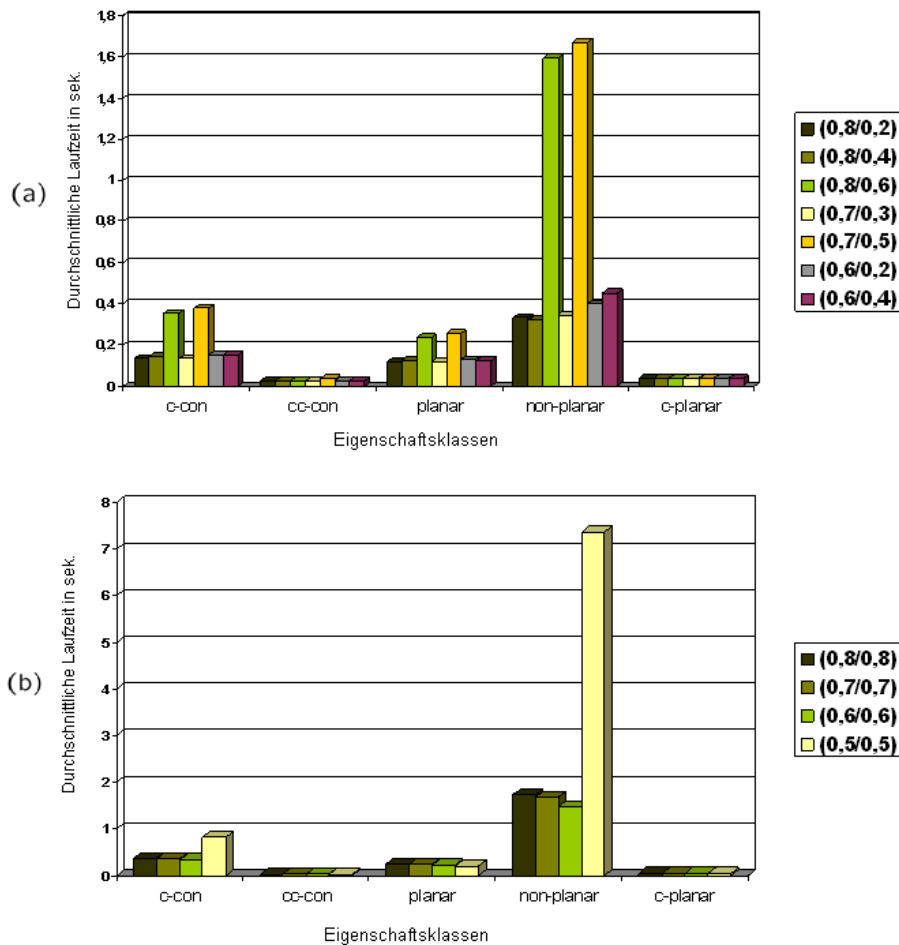 (a)
Durchschnittliche Laufzeit in sek.
1,8
1,6
1,4
1,2
1
0,8
0,6
0,4
0,2
0
c-con
cc-con
planar
non-planar
c-planar
Eigenschaftsklassen
(0,8/0,2)
(0,8/0,4)
(0,8/0,6)
(0,7/0,3)
(0,7/0,5)
(0,6/0,2)
(0,6/0,4)
(b)
Durchschnittliche Laufzeit in sek.
8
7
6
5
4
3
2
1
0
c-con
cc-con
planar
non-planar
c-planar
Eigenschaftsklassen
(0,8/0,8)
(0,7/0,7)
(0,6/0,6)
(0,5/0,5)